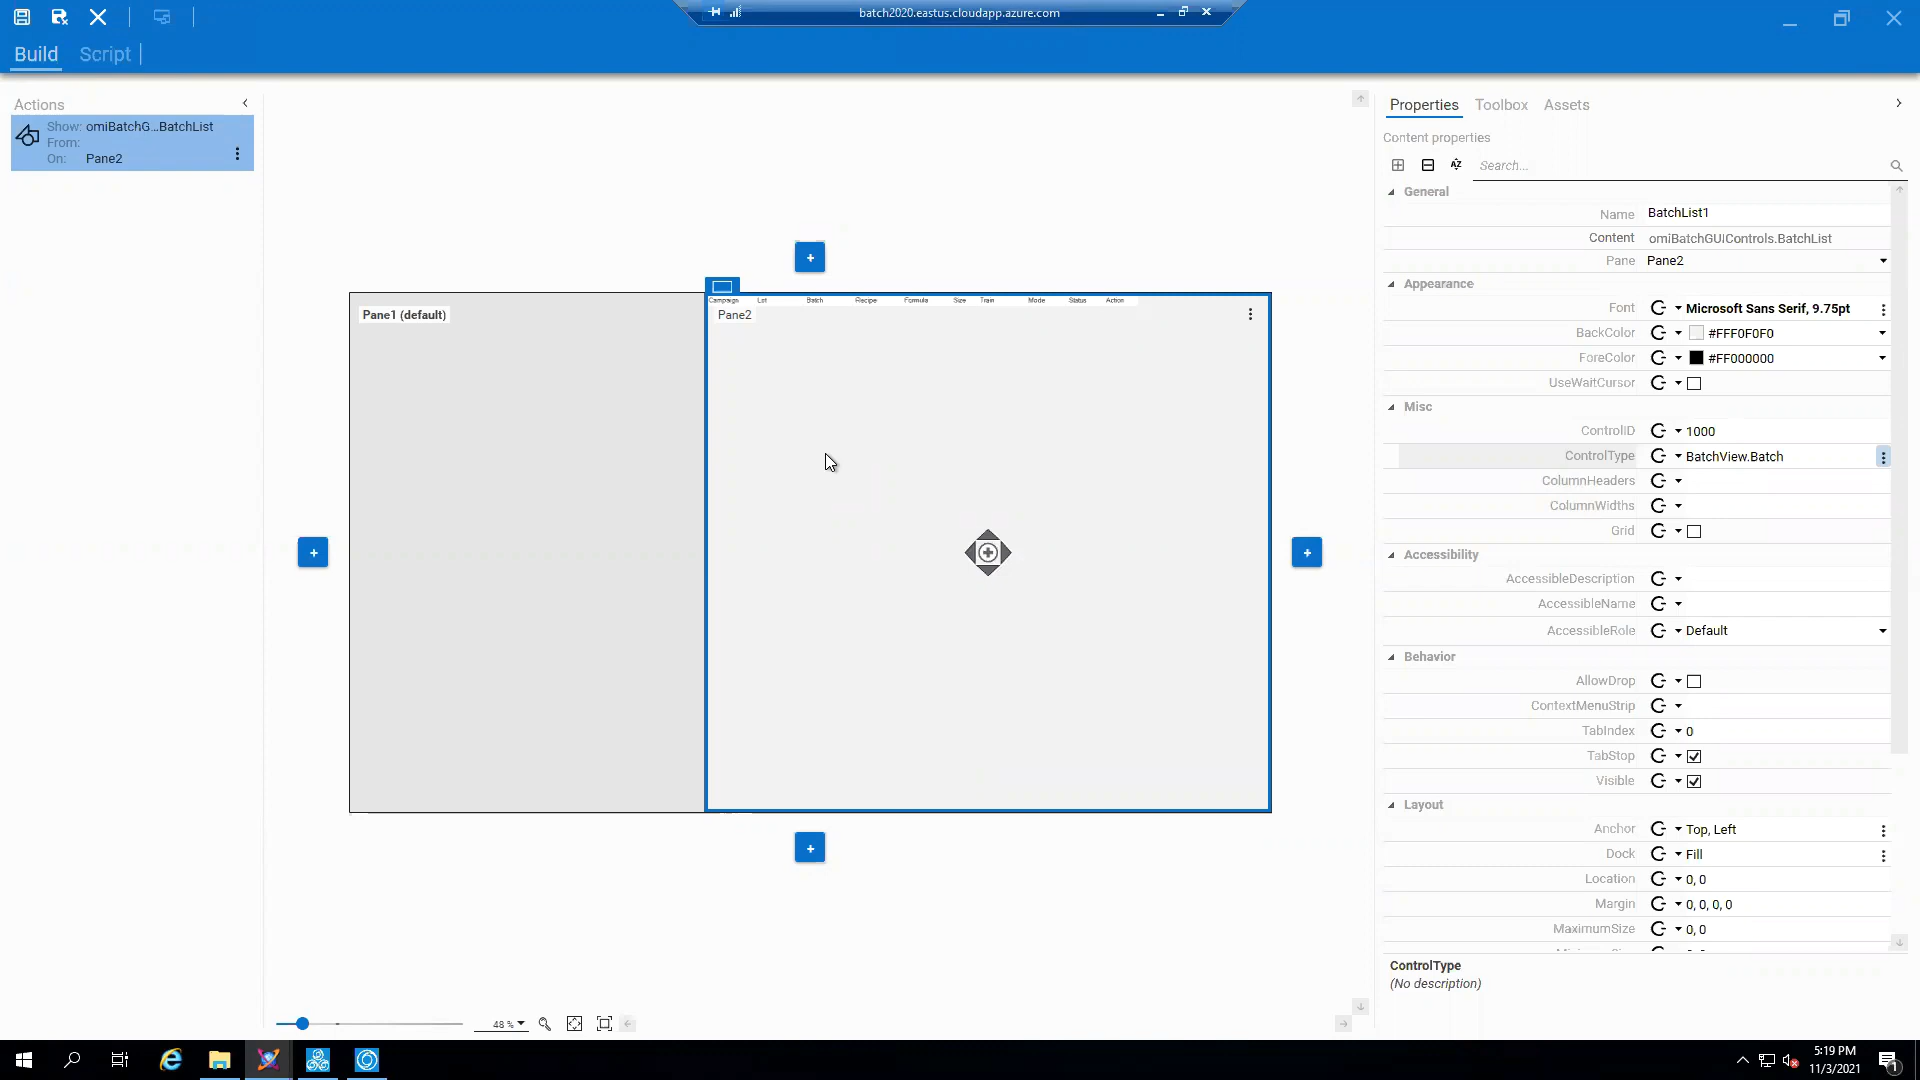 batch2020.eastus.cloudapp.azure.com
Build Script
Actions
Show: omiBatchG...BatchList
From:
On: Pane2
Pane1 (default)
Campaign Lot Batch Recipe Formula Size Train Mode Status Action
Pane2
48 %
Properties Toolbox Assets
Content properties
Search...
General
Name BatchList1
Content omiBatchGUIControls.BatchList
Pane Pane2
Appearance
Font Microsoft Sans Serif, 9.75pt
BackColor #FFF0F0F0
ForeColor #FF000000
UseWaitCursor
Misc
ControlID 1000
ControlType BatchView.Batch
ColumnHeaders
ColumnWidths
Grid
Accessibility
AccessibleDescription
AccessibleName
AccessibleRole Default
Behavior
AllowDrop
ContextMenuStrip
TabIndex 0
TabStop
Visible
Layout
Anchor Top, Left
Dock Fill
Location 0, 0
Margin 0, 0, 0, 0
MaximumSize 0, 0
ControlType
(No description)
5:19 PM
11/3/2021
1